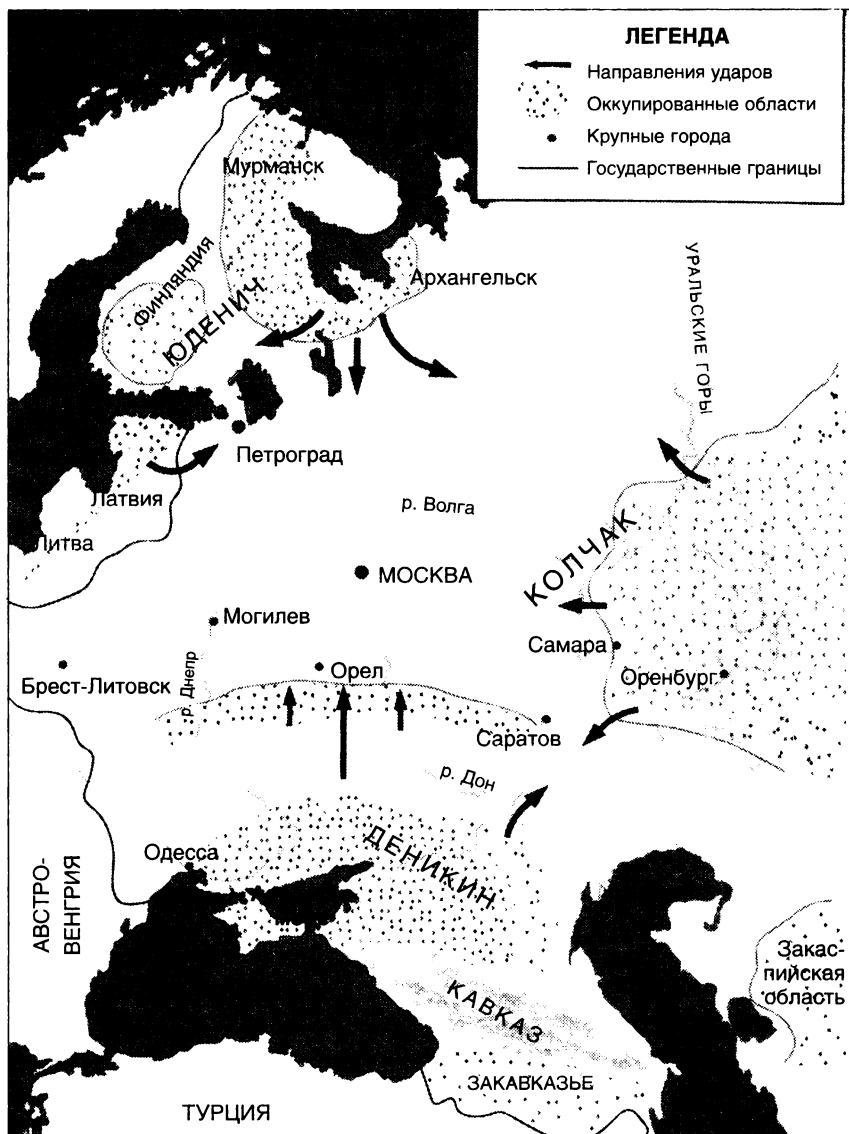 ЛЕГЕНДА
Направления ударов
Оккупированные области
Крупные города
Государственные границы
Мурманск
Архангельск
Финляндия
ЮДЕНИЧ
УРАЛЬСКИЕ ГОРЫ
Петроград
Латвия
Литва
р. Волга
МОСКВА
КОЛЧАК
Могилев
Самара
Орел
Оренбург
Брест-Литовск
р. Днепр
Саратов
р. Дон
Одесса
ДЕНИКИН
АВСТРО-
ВЕНГРИЯ
Закас-
пийская
область
КАВКАЗ
ЗАКАВКАЗЬЕ
ТУРЦИЯ